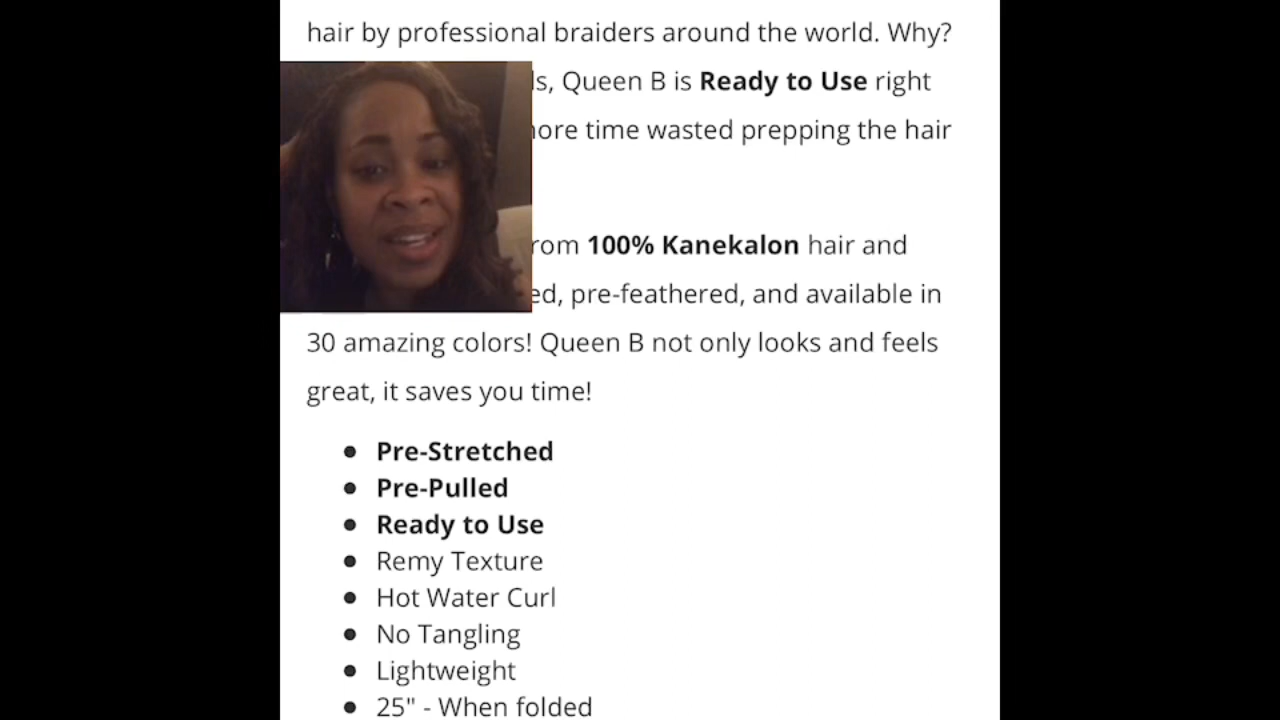 hair by professional braiders around the world. Why?
Queen B is Ready to Use right
time wasted prepping the hair
100% Kanekalon hair and
pre-feathered, and available in
30 amazing colors! Queen B not only looks and feels
great, it saves you time!
Pre-Stretched
Pre-Pulled
Ready to Use
Remy Texture
Hot Water Curl
No Tangling
Lightweight
25" - When folded